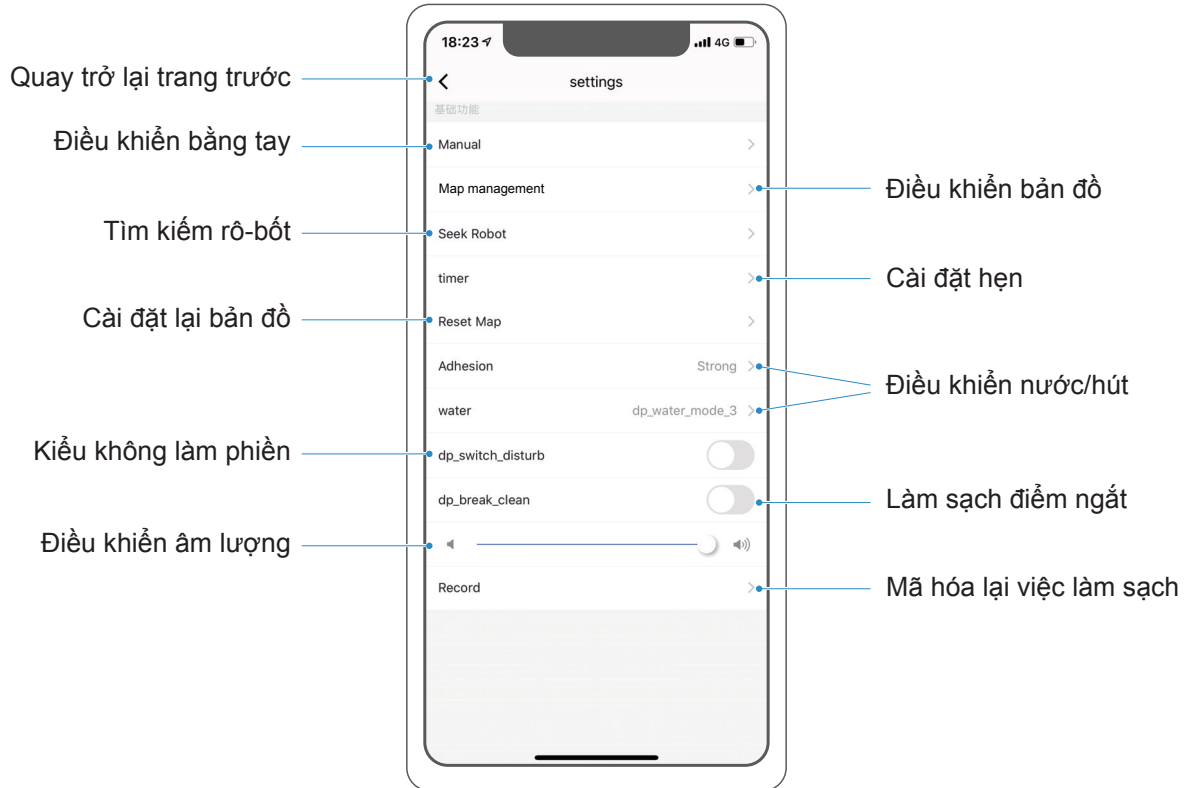 18:23
4G
Quay trở lại trang trước
settings
基础功能
Điều khiển bằng tay
Manual
Map management
Điều khiển bản đồ
Tìm kiếm rô-bốt
Seek Robot
timer
Cài đặt hẹn
Cài đặt lại bản đồ
Reset Map
Adhesion Strong
Điều khiển nước/hút
water dp_water_mode_3
Kiểu không làm phiền
dp_switch_disturb
dp_break_clean
Làm sạch điểm ngắt
Điều khiển âm lượng
Record
Mã hóa lại việc làm sạch